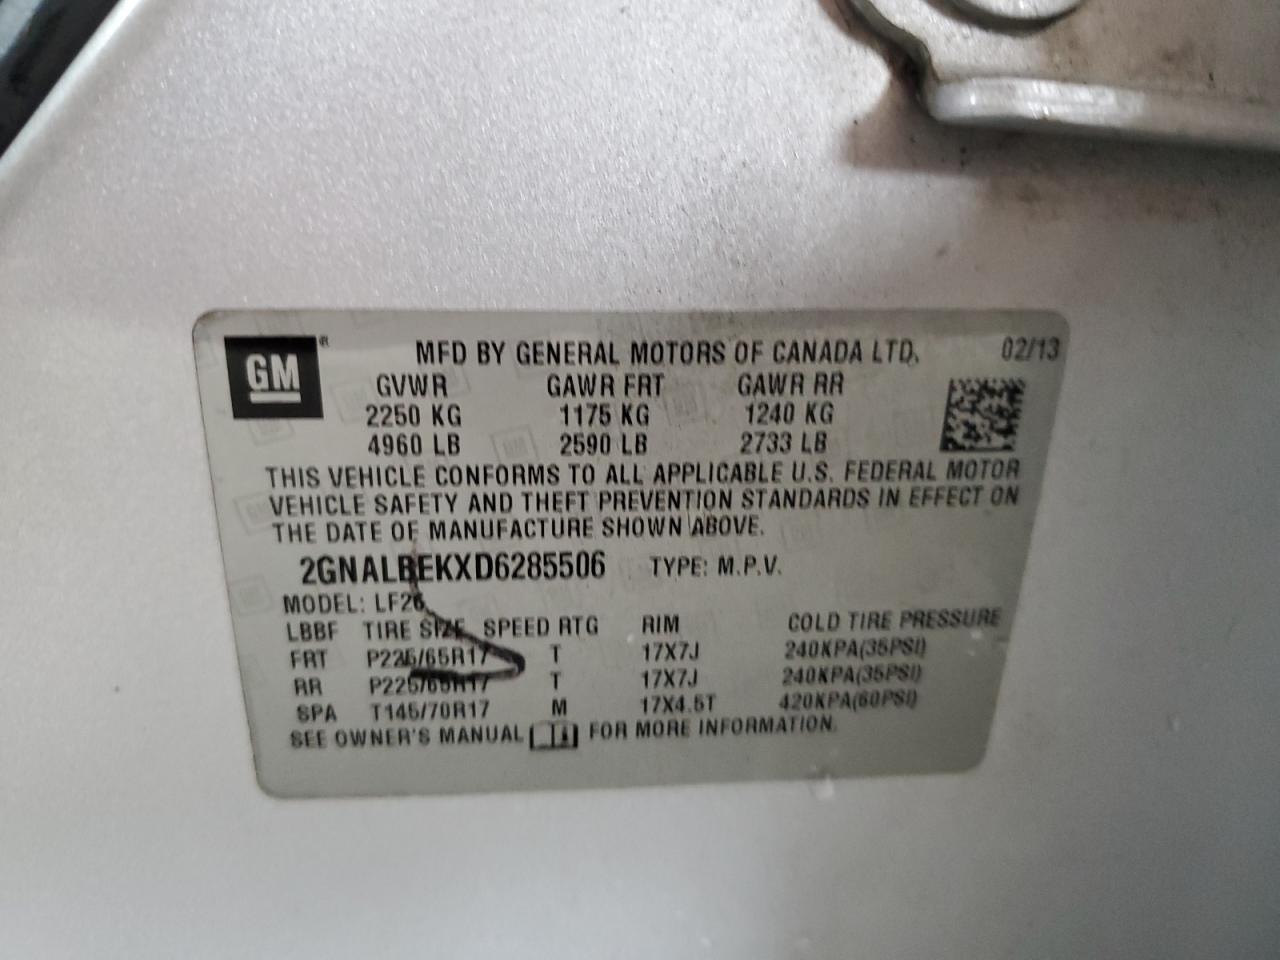 GM ® MFD BY GENERAL MOTORS OF CANADA LTD. 02/13
GVWR GAWR FRT GAWR RR
2250 KG 1175 KG 1240 KG
4960 LB 2590 LB 2733 LB
THIS VEHICLE CONFORMS TO ALL APPLICABLE U.S. FEDERAL MOTOR
VEHICLE SAFETY AND THEFT PREVENTION STANDARDS IN EFFECT ON
THE DATE OF MANUFACTURE SHOWN ABOVE.
2GNALBEKXD6285506 TYPE: M.P.V.
MODEL: LF26
LBBF TIRE SIZE SPEED RTG RIM COLD TIRE PRESSURE
FRT P225/65R17 T 17X7J 240KPA(35PSI)
RR P225/65R17 T 17X7J 240KPA(35PSI)
SPA T145/70R17 M 17X4.5T 420KPA(60PSI)
SEE OWNER'S MANUAL FOR MORE INFORMATION.